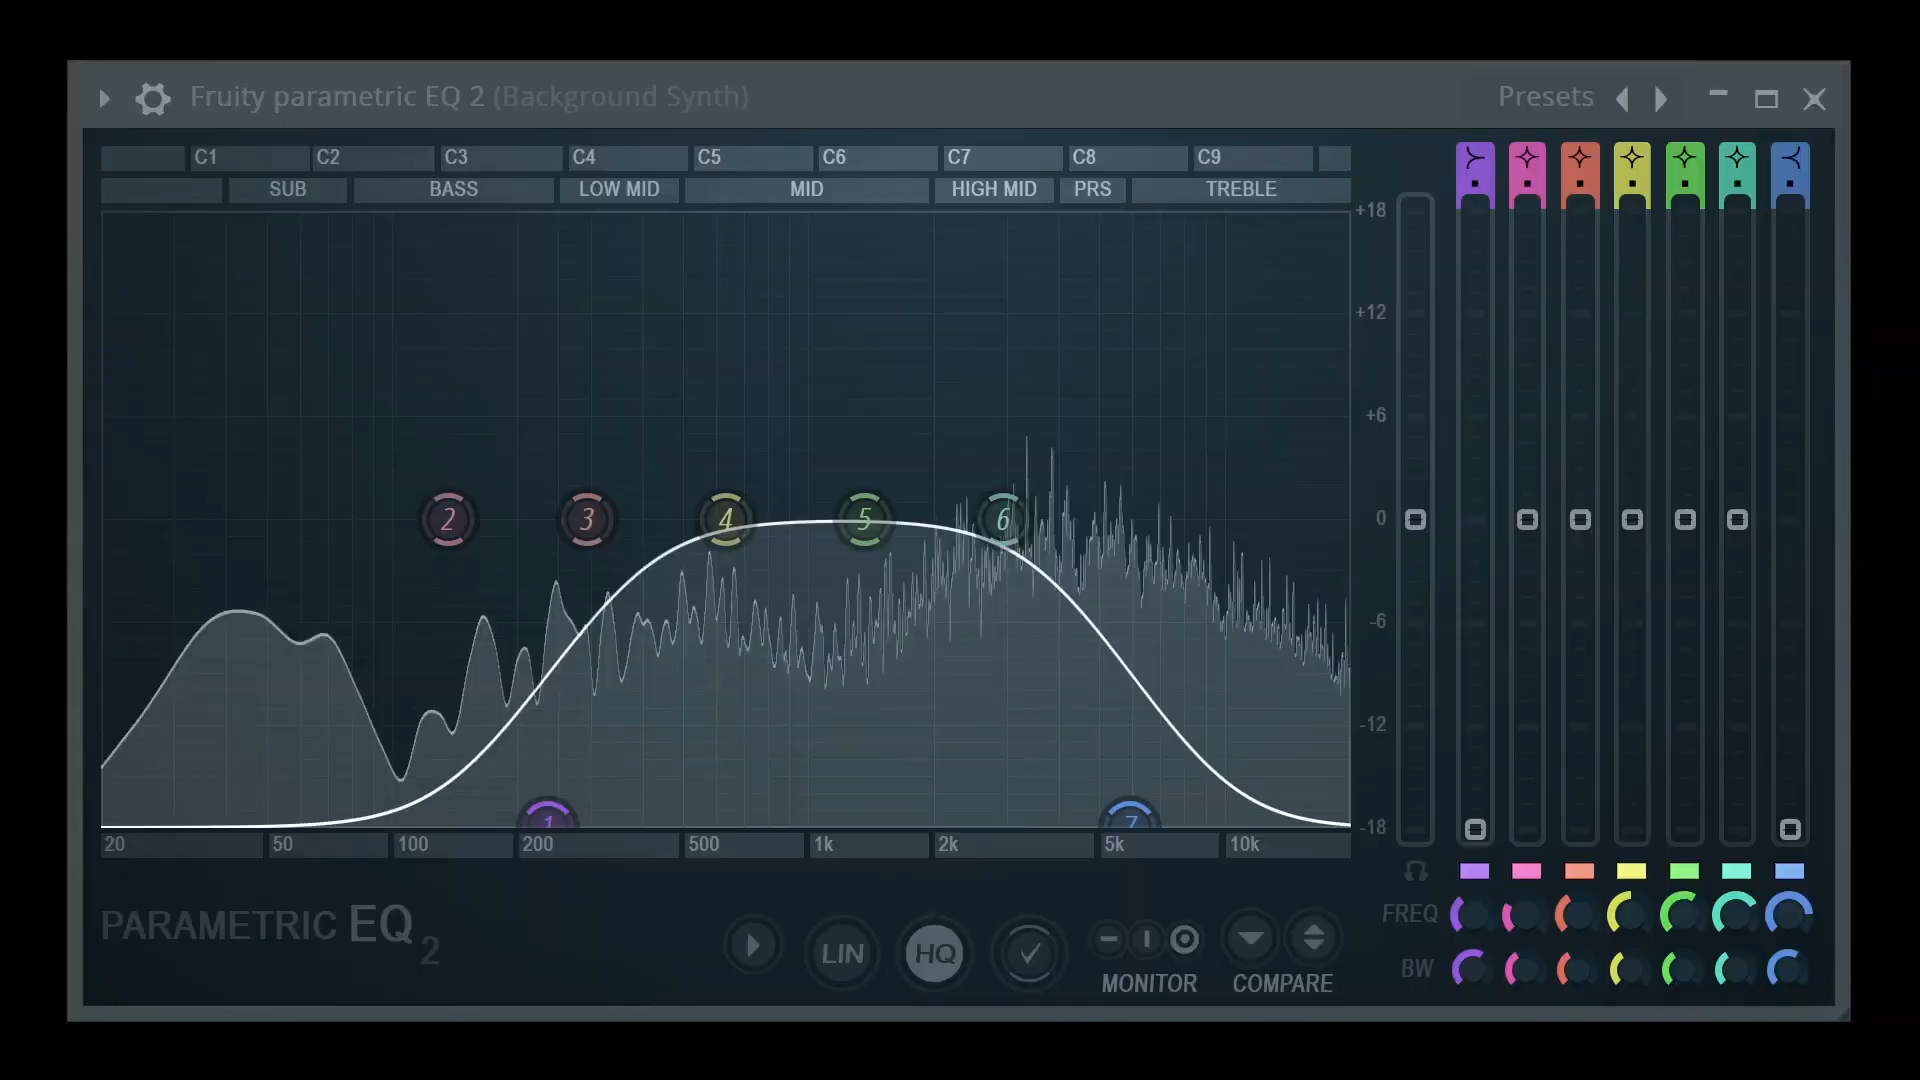 Fruity parametric EQ 2 (Background Synth) Presets
C1 C2 C3 C4 C5 C6 C7 C8 C9
SUB BASS LOW MID MID HIGH MID PRS TREBLE
+18
+12
+6
0
-6
-12
-18
2 3 4 5 6
1 7
20 50 100 200 500 1k 2k 5k 10k
PARAMETRIC EQ 2
LIN HQ
MONITOR COMPARE
FREQ
BW